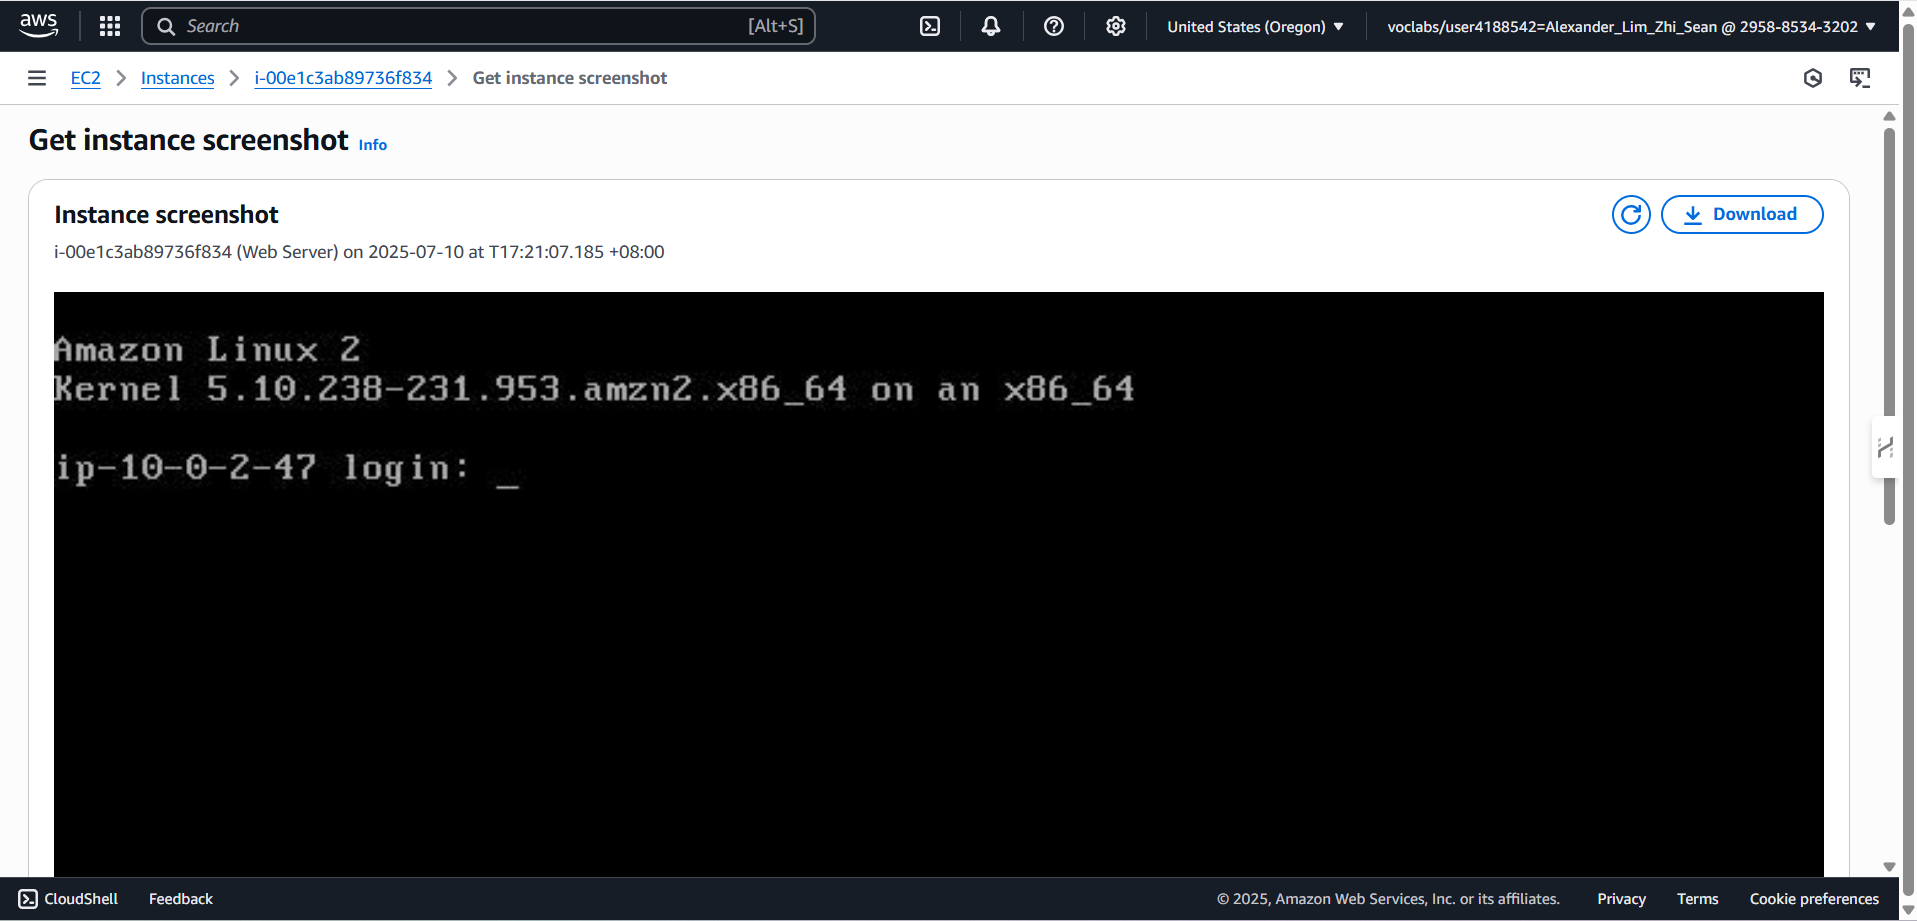 aws
Search [Alt+S]
United States (Oregon)
voclabs/user4188542=Alexander_Lim_Zhi_Sean @ 2958-8534-3202
EC2 Instances i-00e1c3ab89736f834 Get instance screenshot
Get instance screenshot Info
Instance screenshot
Download
i-00e1c3ab89736f834 (Web Server) on 2025-07-10 at T17:21:07.185 +08:00
Amazon Linux 2
Kernel 5.10.238-231.953.amzn2.x86_64 on an x86_64
ip-10-0-2-47 login: _
CloudShell Feedback © 2025, Amazon Web Services, Inc. or its affiliates. Privacy Terms Cookie preferences